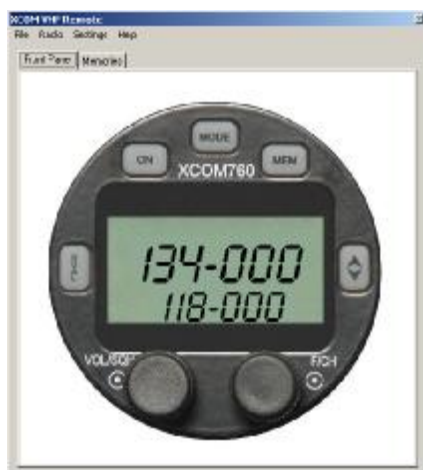 XCOM VHF Remote
File Radio Settings Help
Front Panel Memories
MODE
ON MEM
XCOM760
134-000
118-000
VOL/SQH F/CH